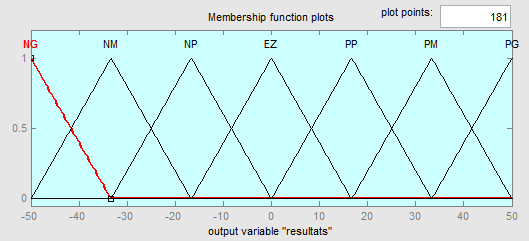 Membership function plots
plot points: 181
NG NM NP EZ PP PM PG
1
0.5
0
-50 -40 -30 -20 -10 0 10 20 30 40 50
output variable "resultats"